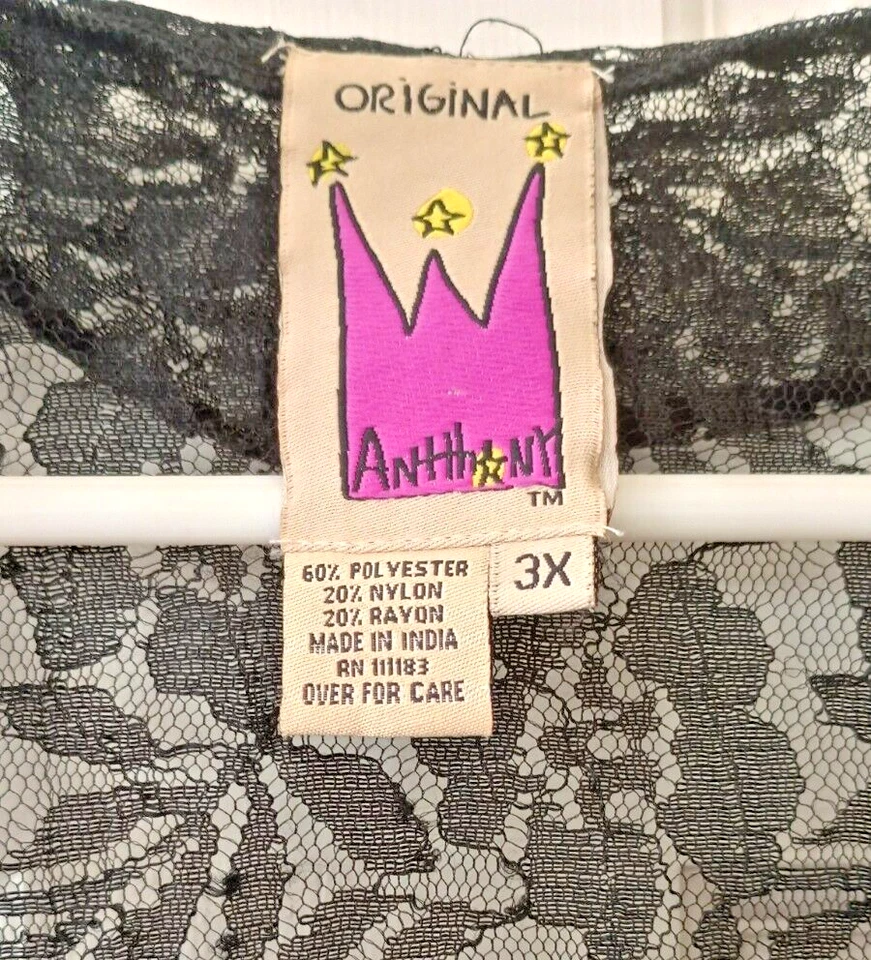 ORIGINAL
ANTHONY
TM
60% POLYESTER
20% NYLON
20% RAYON
MADE IN INDIA
RN 111183
OVER FOR CARE
3X